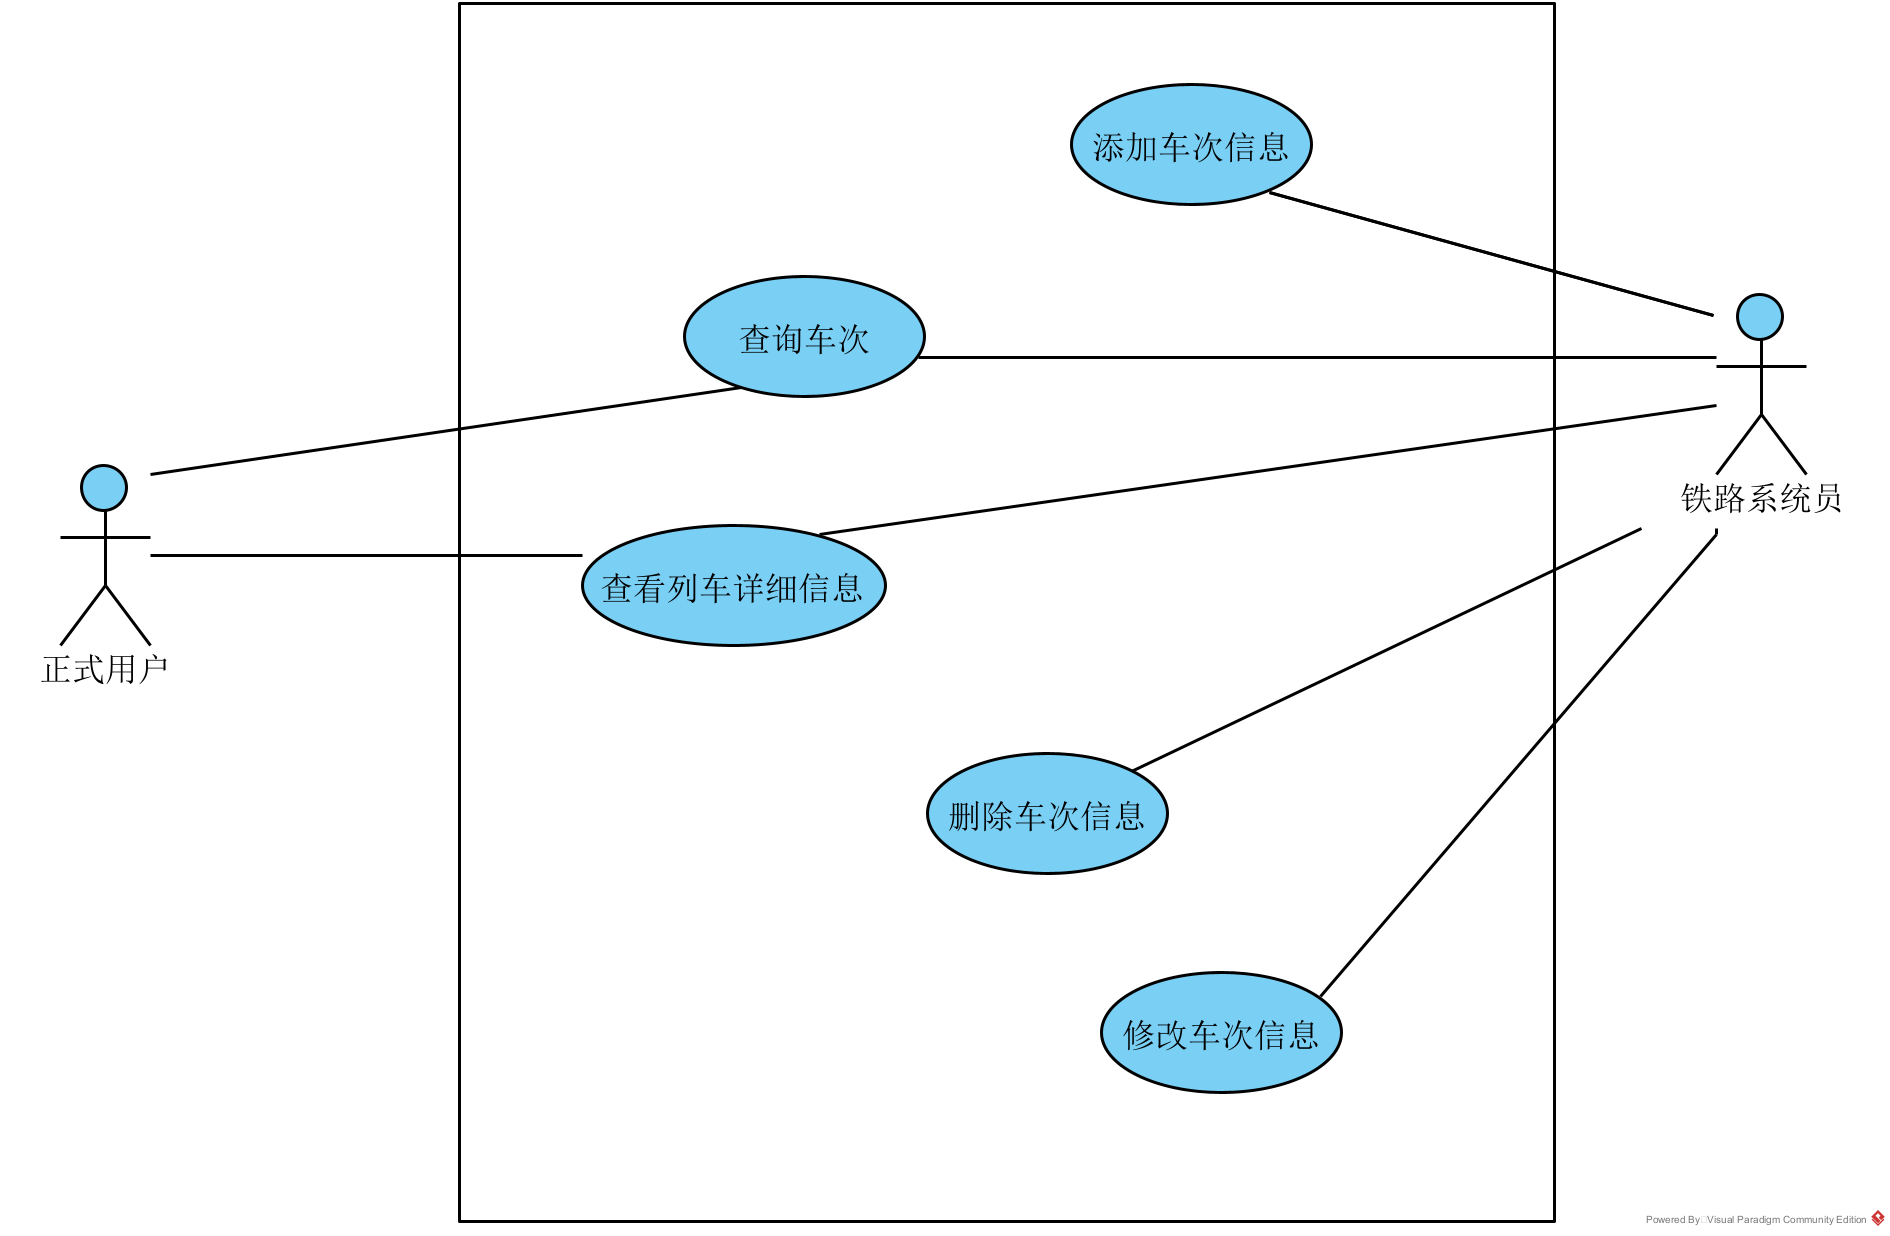 添加车次信息
查询车次
铁路系统员
查看列车详细信息
正式用户
删除车次信息
修改车次信息
Powered By□Visual Paradigm Community Edition